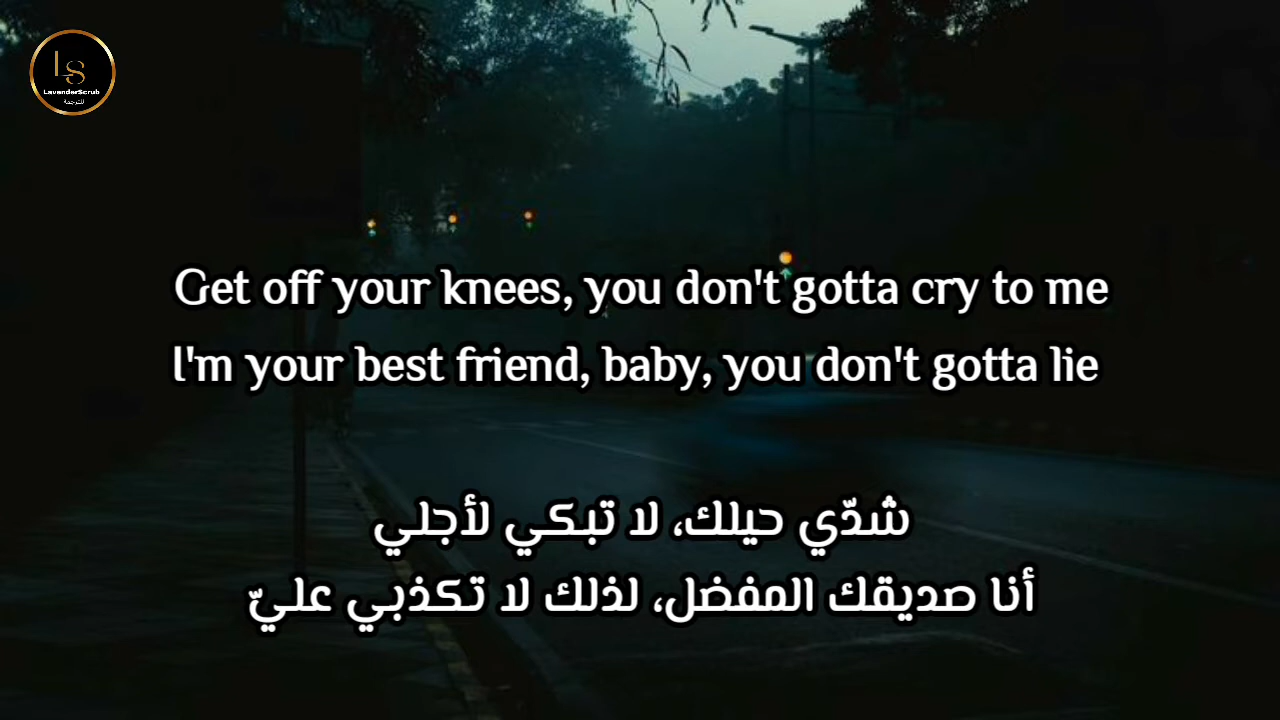 LS
LavenderScrub
للترجمة
Get off your knees, you don't gotta cry to me
I'm your best friend, baby, you don't gotta lie
شدّي حيلك، لا تبكي لأجلي
أنا صديقك المفضل، لذلك لا تكذبي عليّ